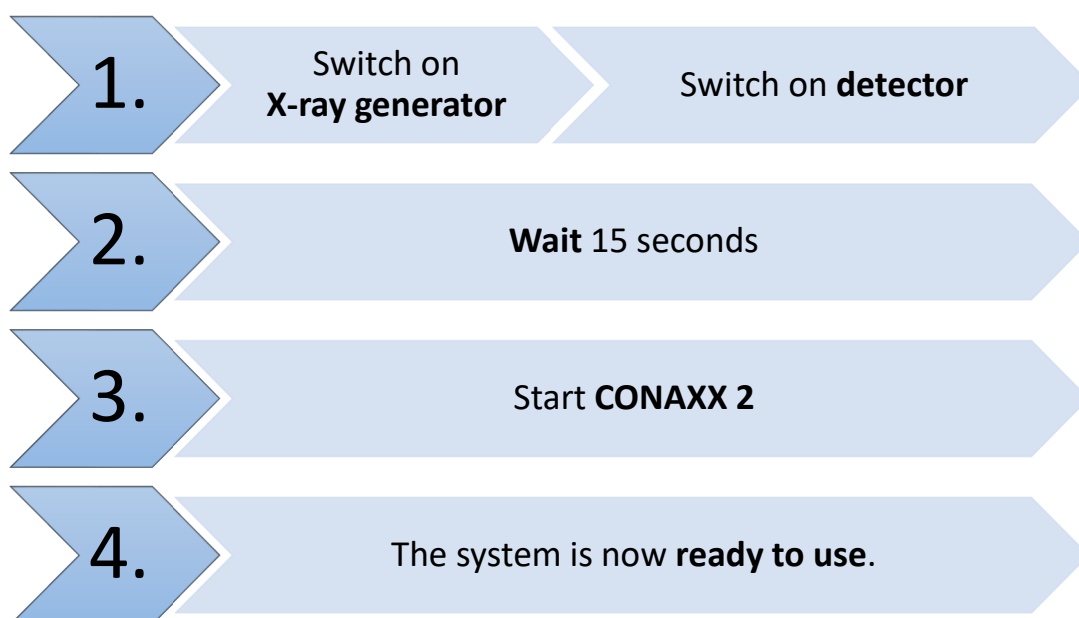 1.
Switch on
X-ray generator
Switch on detector
2.
Wait 15 seconds
3.
Start CONAXX 2
4.
The system is now ready to use.